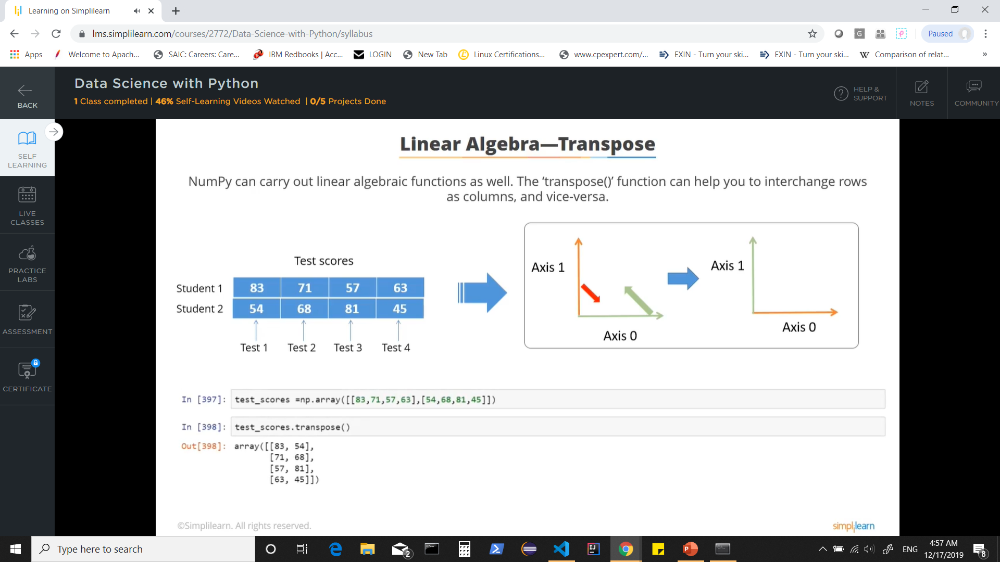 Learning on Simplilearn
lms.simplilearn.com/courses/2772/Data-Science-with-Python/syllabus
Paused
Apps
Welcome to Apach...
SAIC: Careers: Care...
IBM Redbooks | Acc...
LOGIN
New Tab
Linux Certifications...
www.cpexpert.com/...
EXIN - Turn your ski...
EXIN - Turn your ski...
Comparison of relat...
»
BACK
Data Science with Python
1 Class completed | 46% Self-Learning Videos Watched | 0/5 Projects Done
HELP &
SUPPORT
NOTES
COMMUNITY
SELF
LEARNING
LIVE
CLASSES
PRACTICE
LABS
ASSESSMENT
CERTIFICATE
Linear Algebra—Transpose
NumPy can carry out linear algebraic functions as well. The ‘transpose()’ function can help you to interchange rows
as columns, and vice-versa.
Test scores
Student 1 83 71 57 63
Student 2 54 68 81 45
Test 1 Test 2 Test 3 Test 4
Axis 1
Axis 0
Axis 1
Axis 0
In [397]: test_scores =np.array([[83,71,57,63],[54,68,81,45]])
In [398]: test_scores.transpose()
Out[398]: array([[83, 54],
[71, 68],
[57, 81],
[63, 45]])
©Simplilearn. All rights reserved.
simplilearn
Type here to search
2
ENG
4:57 AM
12/17/2019
8